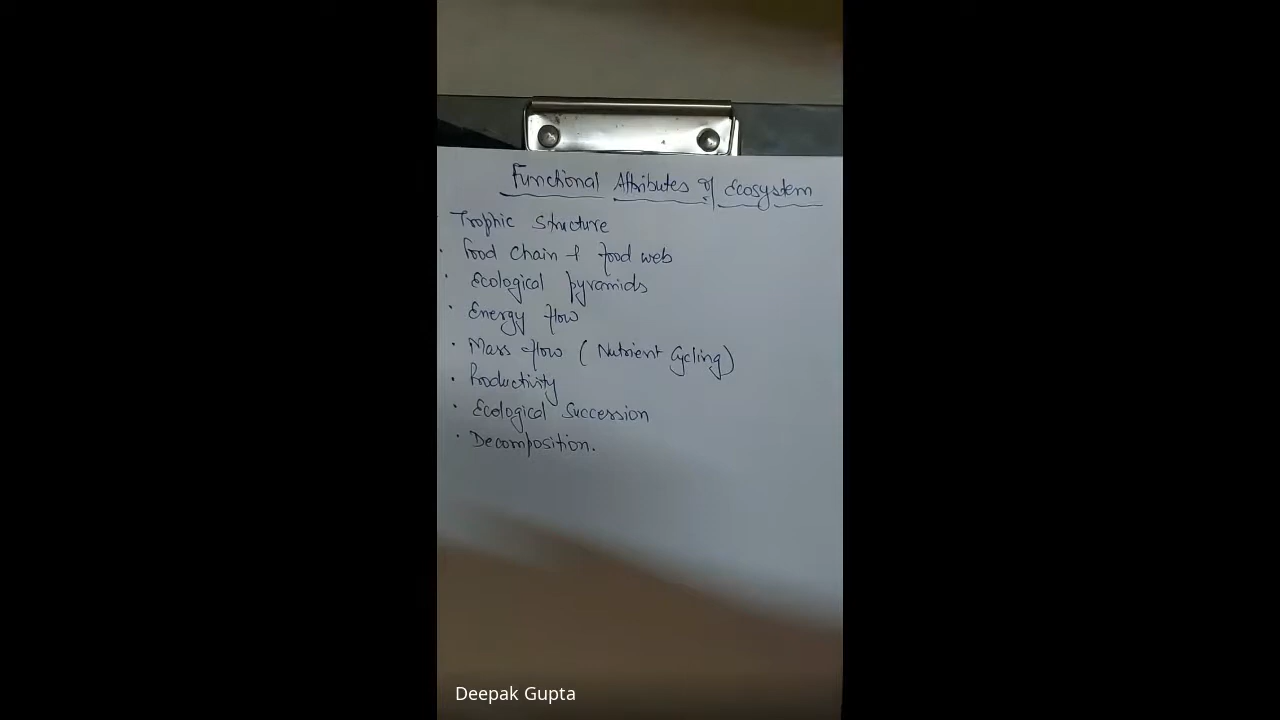 Functional Attributes of Ecosystem
Trophic Structure
· Food Chain + food web
· Ecological pyramids
· Energy flow
· Mass flow ( Nutrient Cycling)
· Productivity
· Ecological Succession
· Decomposition.
Deepak Gupta